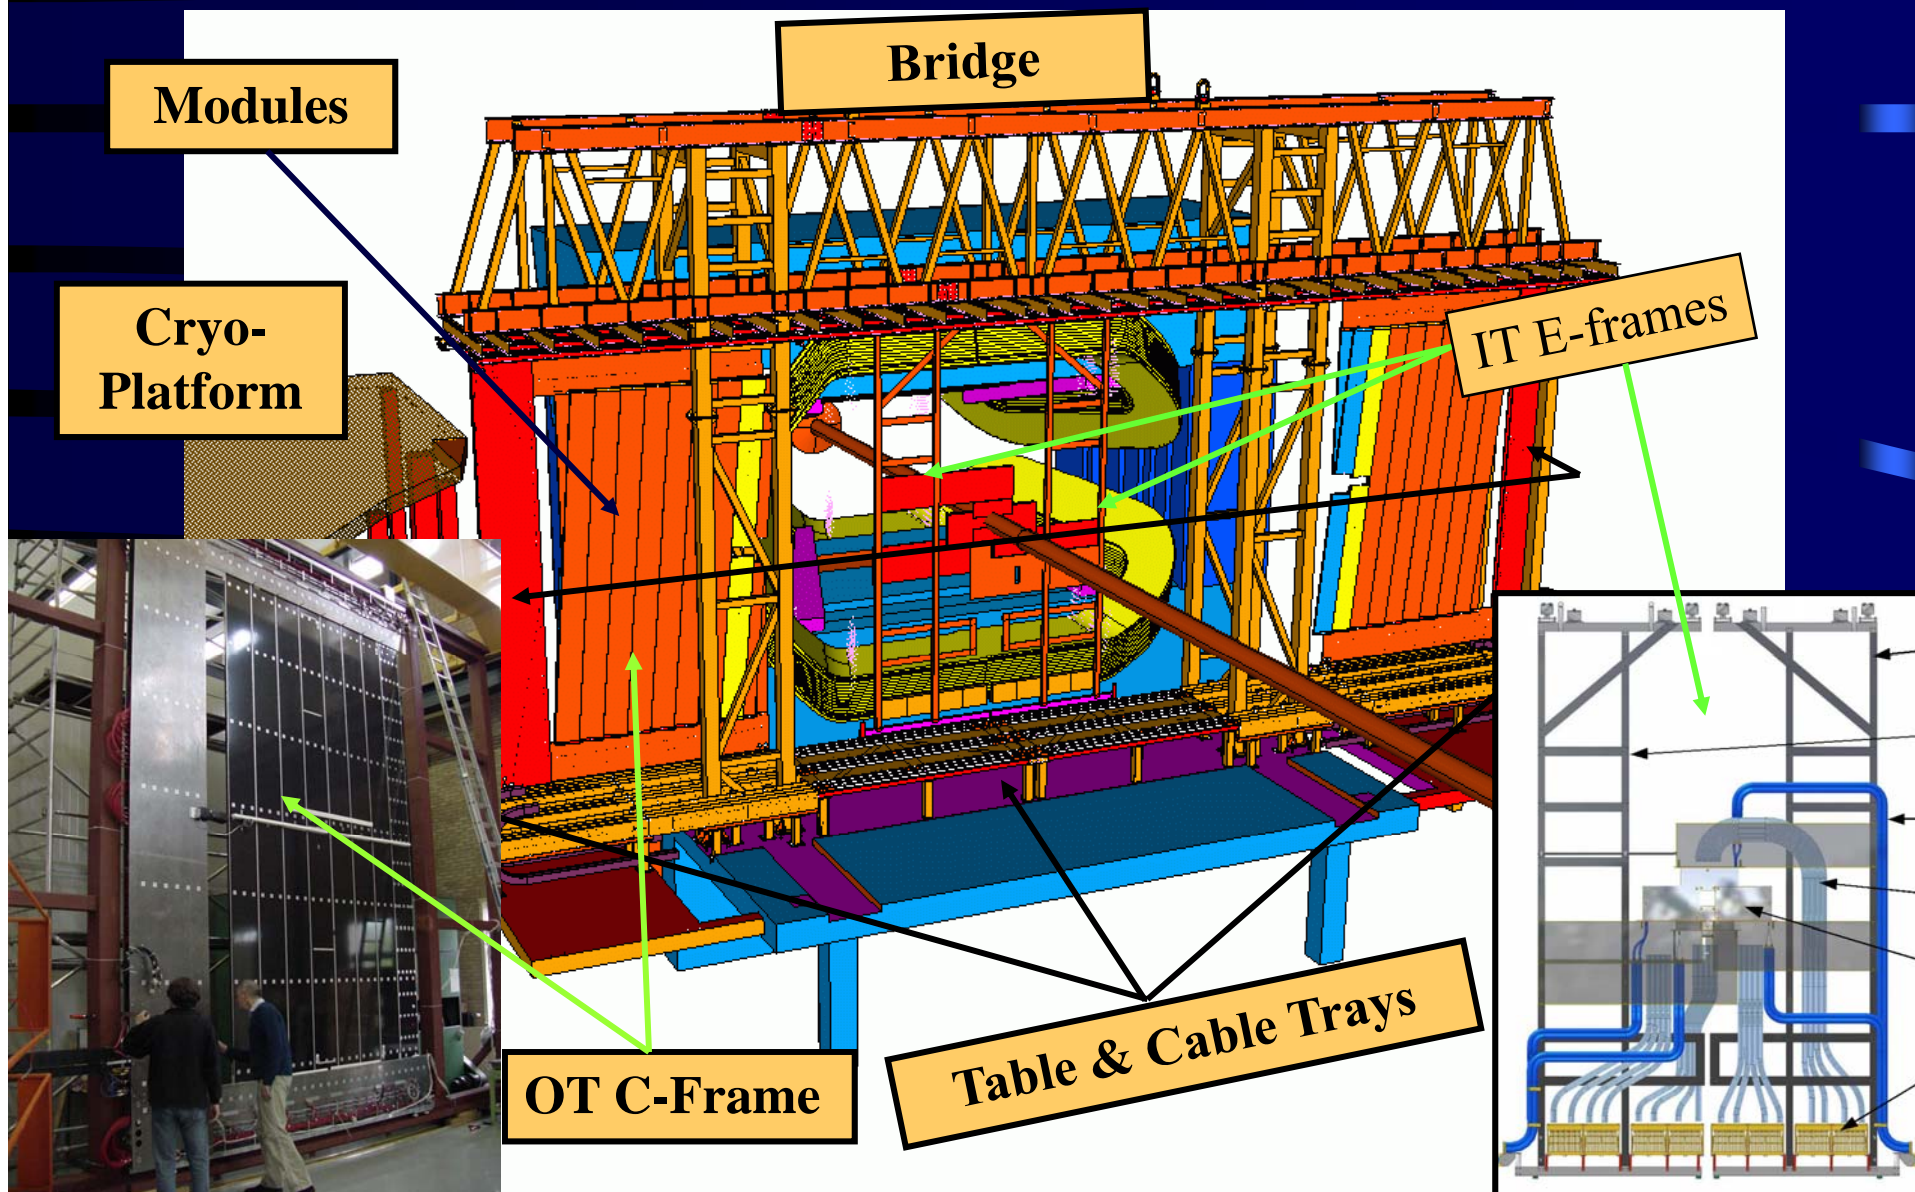 Bridge
Modules
Cryo-
Platform
IT E-frames
Table & Cable Trays
OT C-Frame